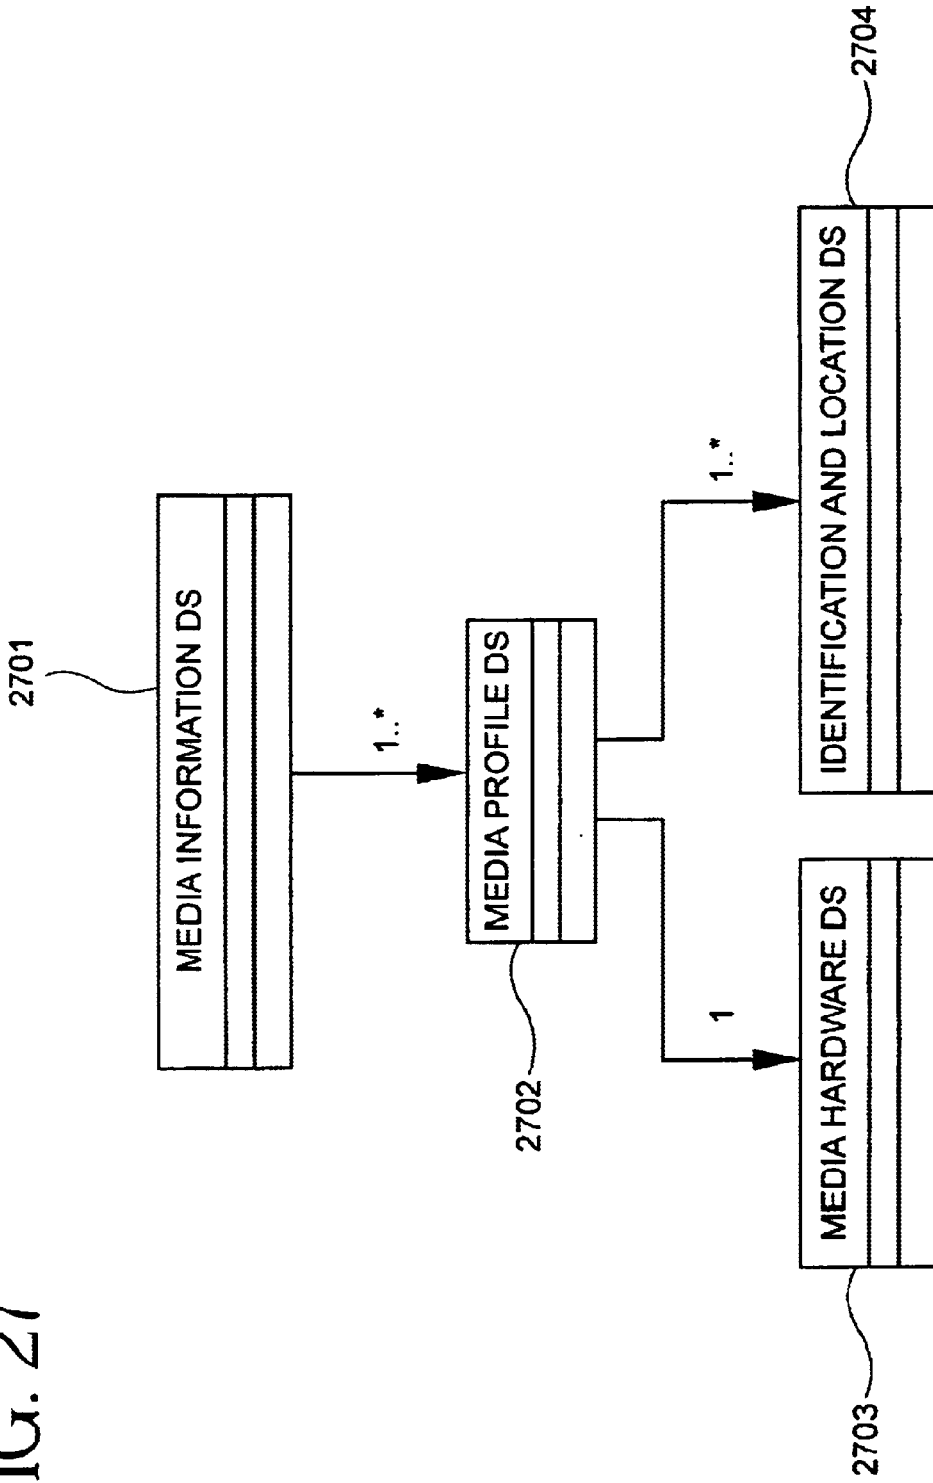 FIG. 27
2701
MEDIA INFORMATION DS
1..*
MEDIA PROFILE DS
2702
1
1..*
MEDIA HARDWARE DS
IDENTIFICATION AND LOCATION DS
2703
2704